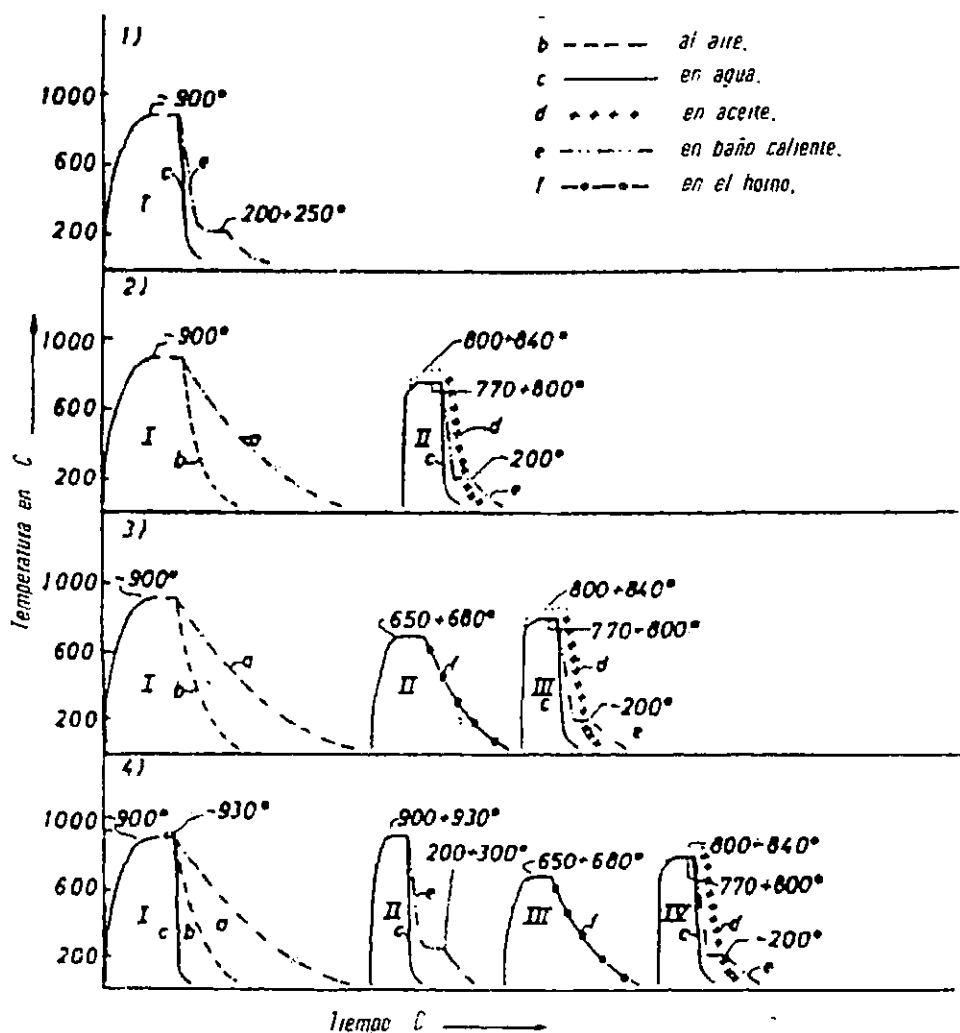 1)
b al aire.
c en agua.
d en aceite.
e en baño caliente.
f en el horno.
1000
600
200
~900°
c
e
I
200÷250°
2)
1000
600
200
~900°
I
b
a
800÷840°
770÷800°
II
c
d
200°
e
3)
1000
600
200
~900°
I
b
a
650÷680°
II
f
800÷840°
770÷800°
III
c
d
~200°
e
4)
1000
600
200
~900°
~930°
I
c
b
a
900÷930°
200÷300°
II
c
e
650÷680°
III
f
800÷840°
770÷800°
IV
c
d
~200°
e
Temperatura en C
Tiempo C